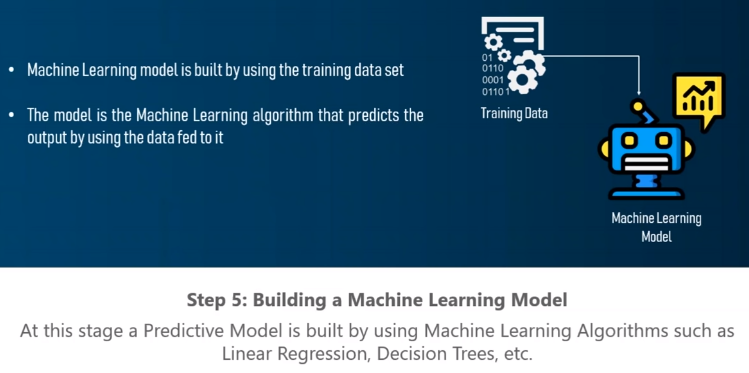 • Machine Learning model is built by using the training data set
• The model is the Machine Learning algorithm that predicts the
output by using the data fed to it
01
0110
0001
01101
Training Data
Machine Learning
Model
Step 5: Building a Machine Learning Model
At this stage a Predictive Model is built by using Machine Learning Algorithms such as
Linear Regression, Decision Trees, etc.